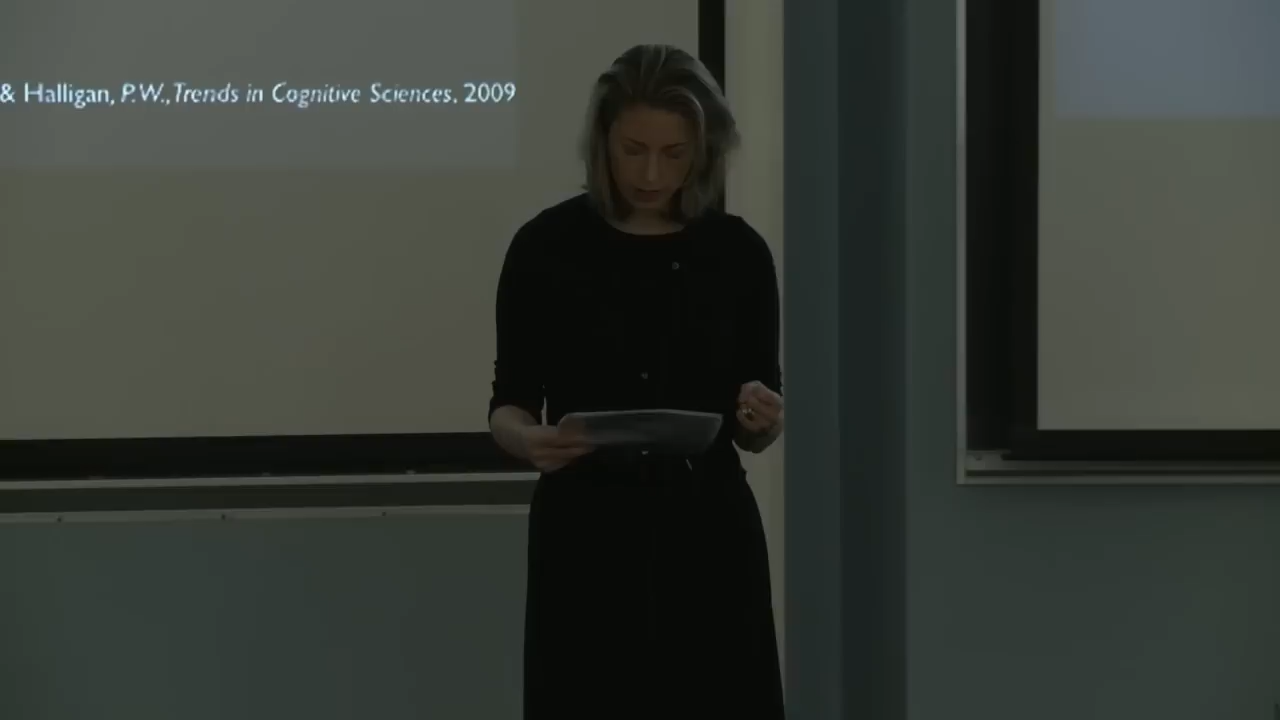 & Halligan, P.W., Trends in Cognitive Sciences, 2009